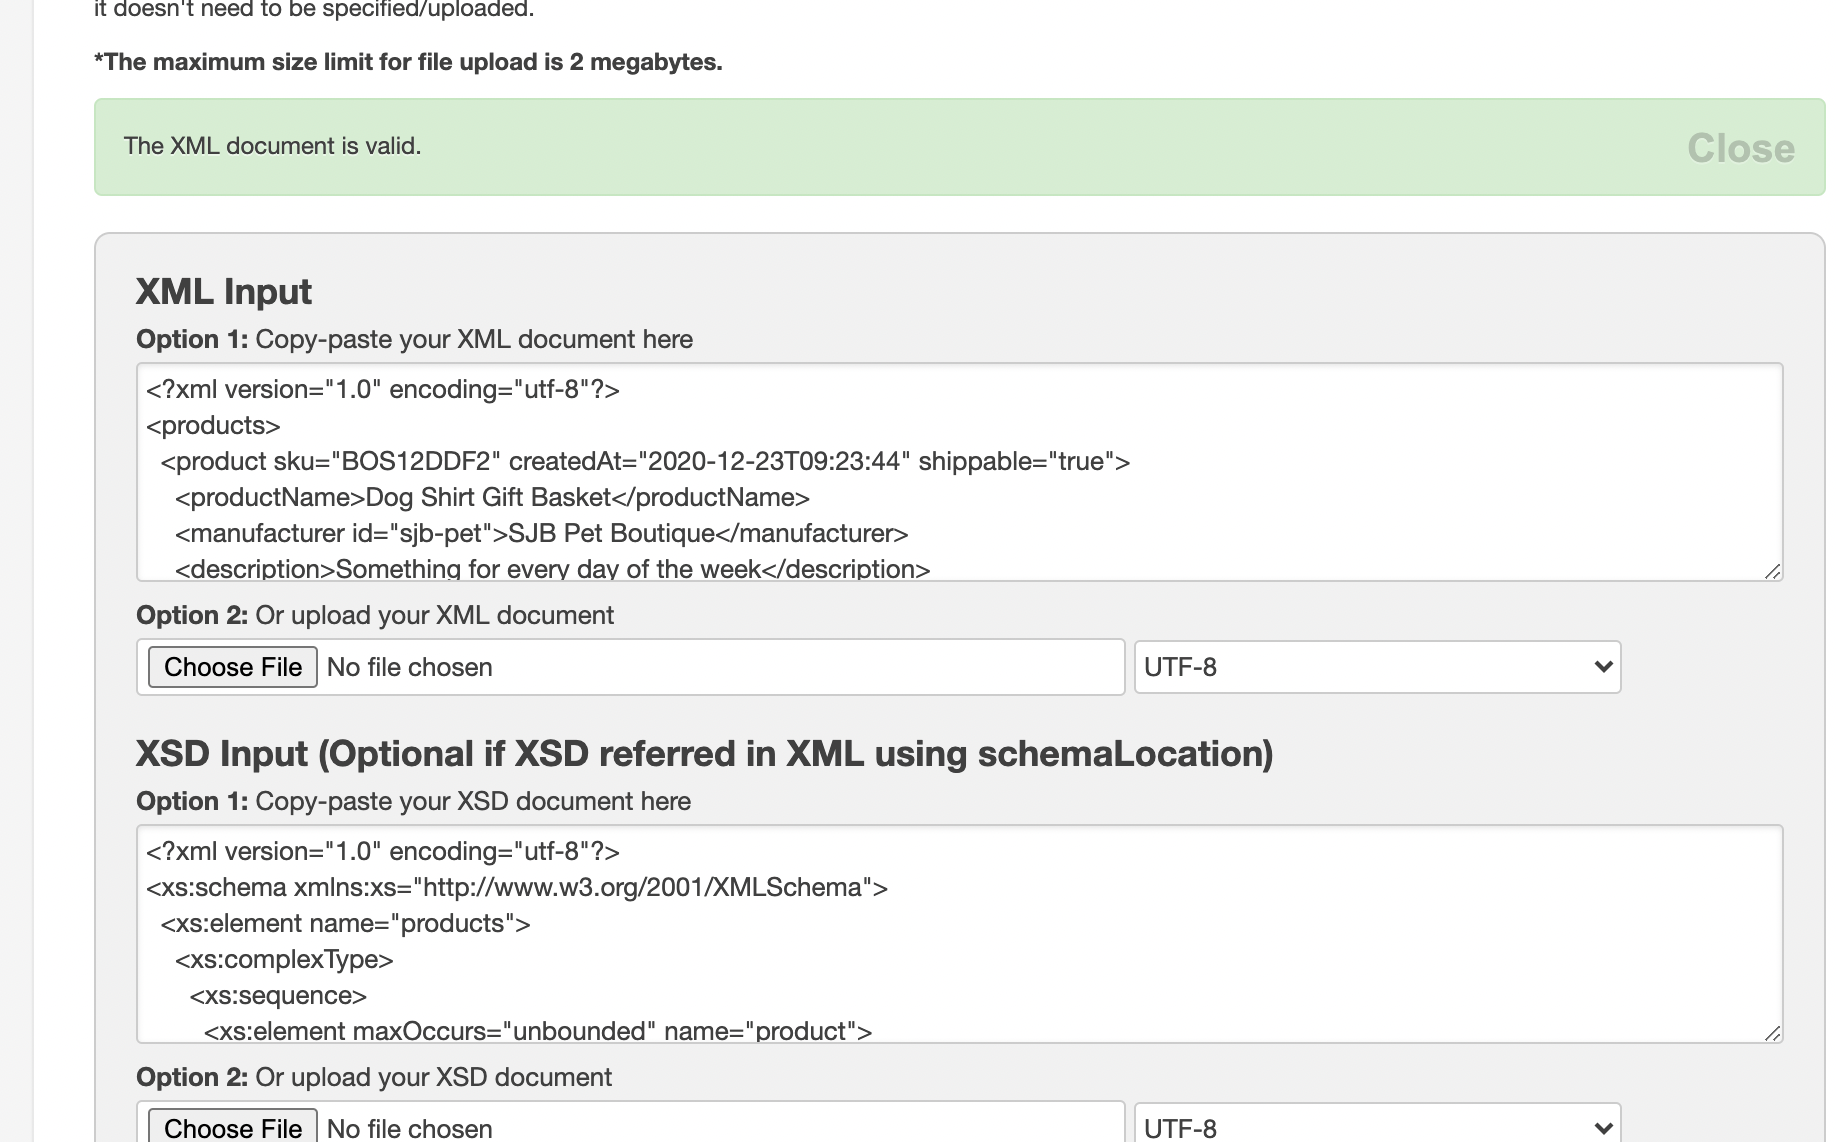 it doesn't need to be specified/uploaded.
*The maximum size limit for file upload is 2 megabytes.
The XML document is valid.
Close
XML Input
Option 1: Copy-paste your XML document here
<?xml version="1.0" encoding="utf-8"?>
<products>
<product sku="BOS12DDF2" createdAt="2020-12-23T09:23:44" shippable="true">
<productName>Dog Shirt Gift Basket</productName>
<manufacturer id="sjb-pet">SJB Pet Boutique</manufacturer>
<description>Something for every day of the week</description>
Option 2: Or upload your XML document
Choose File No file chosen UTF-8
XSD Input (Optional if XSD referred in XML using schemaLocation)
Option 1: Copy-paste your XSD document here
<?xml version="1.0" encoding="utf-8"?>
<xs:schema xmlns:xs="http://www.w3.org/2001/XMLSchema">
<xs:element name="products">
<xs:complexType>
<xs:sequence>
<xs:element maxOccurs="unbounded" name="product">
Option 2: Or upload your XSD document
Choose File No file chosen UTF-8